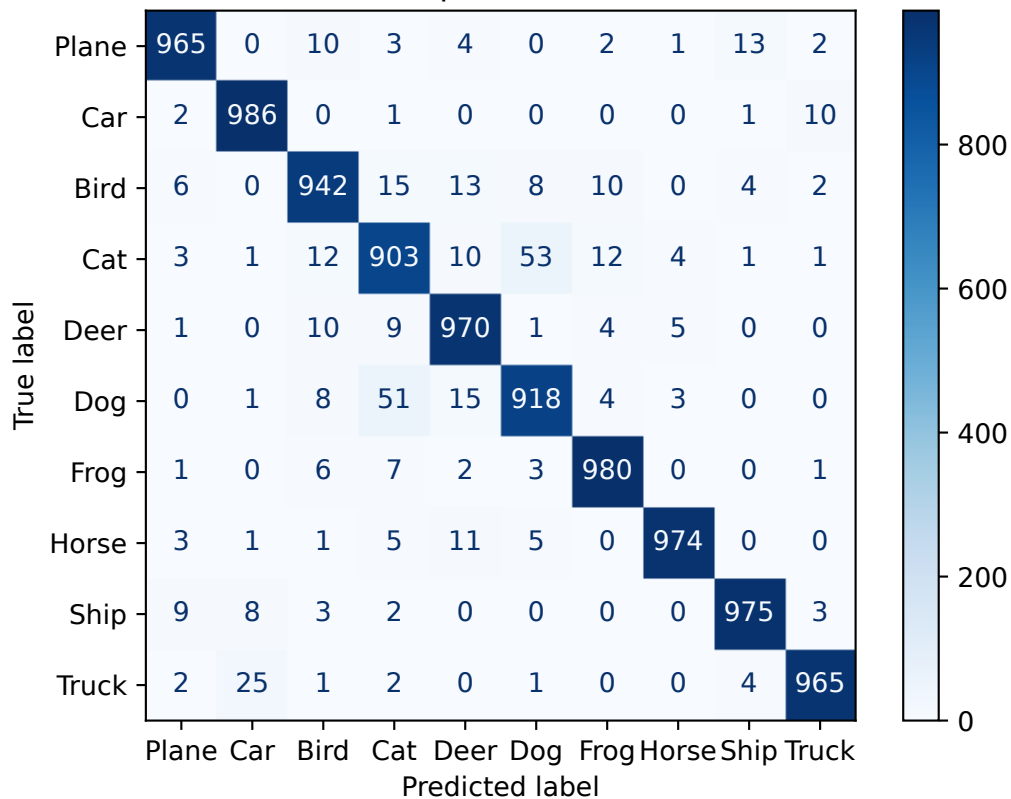 Plane 965 0 10 3 4 0 2 1 13 2
Car 2 986 0 1 0 0 0 0 1 10
Bird 6 0 942 15 13 8 10 0 4 2
Cat 3 1 12 903 10 53 12 4 1 1
Deer 1 0 10 9 970 1 4 5 0 0
Dog 0 1 8 51 15 918 4 3 0 0
Frog 1 0 6 7 2 3 980 0 0 1
Horse 3 1 1 5 11 5 0 974 0 0
Ship 9 8 3 2 0 0 0 0 975 3
Truck 2 25 1 2 0 1 0 0 4 965
Plane Car Bird Cat Deer Dog Frog Horse Ship Truck
Predicted label
True label
800
600
400
200
0